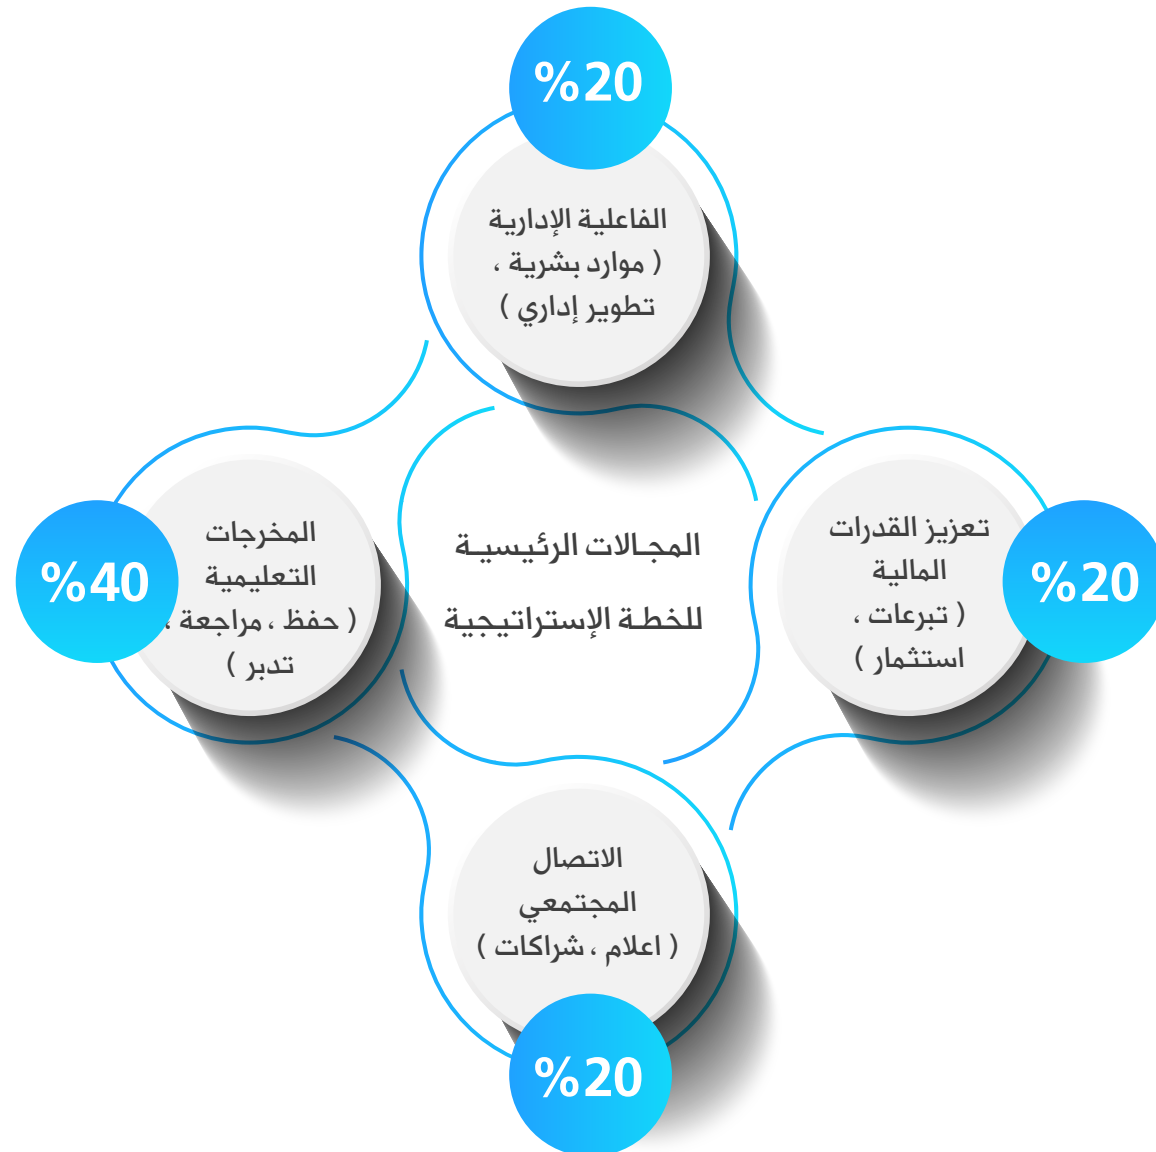 %20
الفاعلية الإدارية
( موارد بشرية ،
تطوير إداري )
تعزيز القدرات
المالية
( تبرعات ،
استثمار )
%20
المجالات الرئيسية
للخطة الإستراتيجية
المخرجات
التعليمية
( حفظ ، مراجعة ،
تدبر )
%40
الاتصال
المجتمعي
( اعلام ، شراكات )
%20